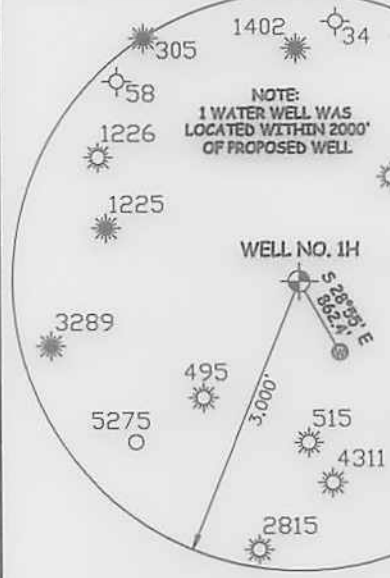 1402
34
305
58
NOTE:
1 WATER WELL WAS
LOCATED WITHIN 2000'
OF PROPOSED WELL
1226
1225
WELL NO. 1H
S 28°55' E
862.4'
W
3289
495
3,000'
5275
515
4311
2815